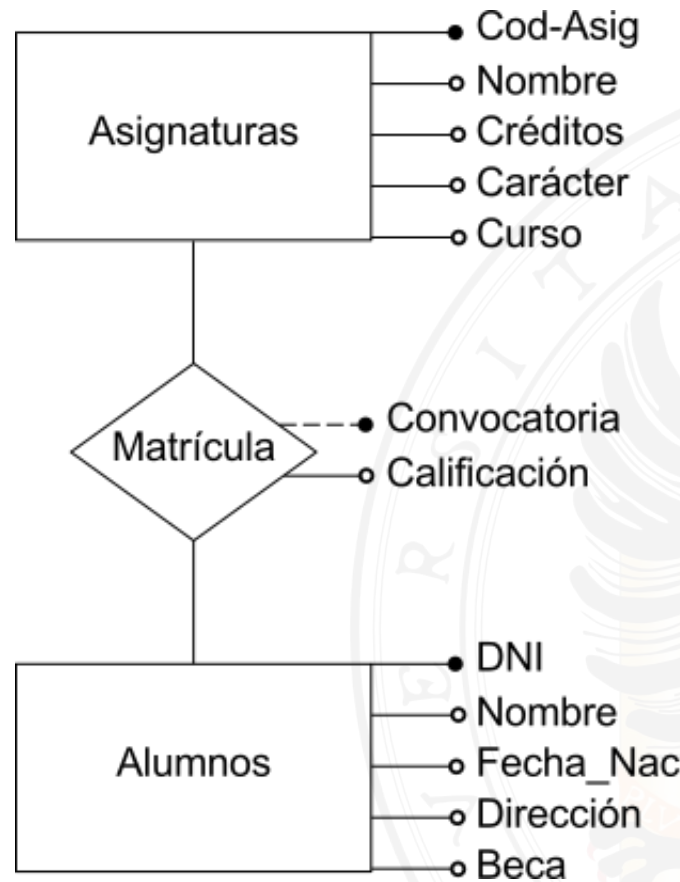 Cod-Asig
Nombre
Asignaturas
Créditos
Carácter
Curso
Matrícula
Convocatoria
Calificación
DNI
Nombre
Alumnos
Fecha_Nac
Dirección
Beca